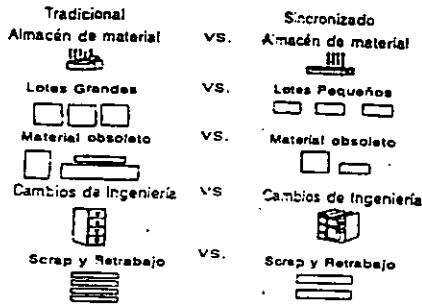 Tradicional
Sincronizado
Almacén de material vs. Almacén de material
Lotes Grandes vs. Lotes Pequeños
Material obsoleto vs. Material obsoleto
Cambios de Ingeniería vs Cambios de Ingeniería
Scrap y Retrabajo vs. Scrap y Retrabajo